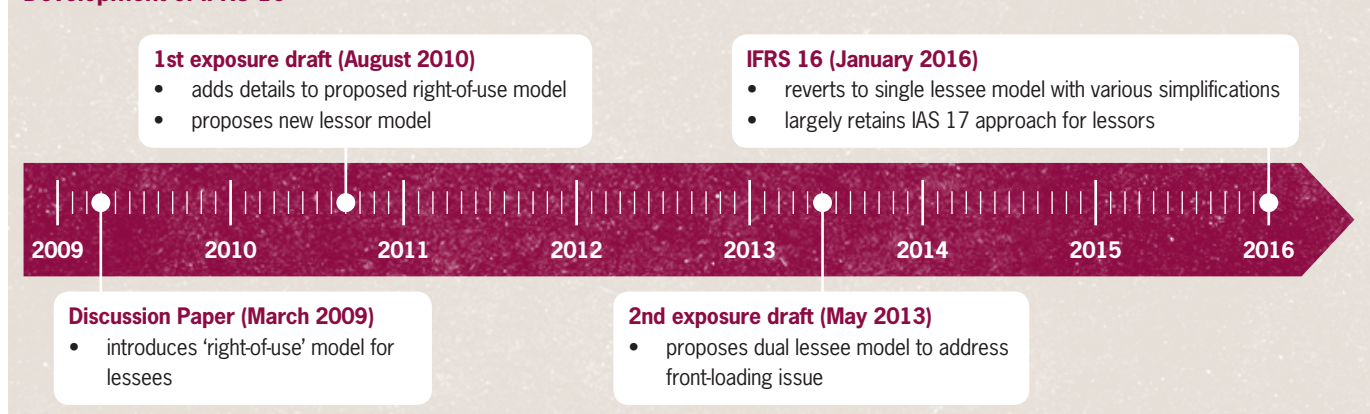 1st exposure draft (August 2010)
• adds details to proposed right-of-use model
• proposes new lessor model
IFRS 16 (January 2016)
• reverts to single lessee model with various simplifications
• largely retains IAS 17 approach for lessors
2009 2010 2011 2012 2013 2014 2015 2016
Discussion Paper (March 2009)
• introduces ‘right-of-use’ model for
lessees
2nd exposure draft (May 2013)
• proposes dual lessee model to address
front-loading issue